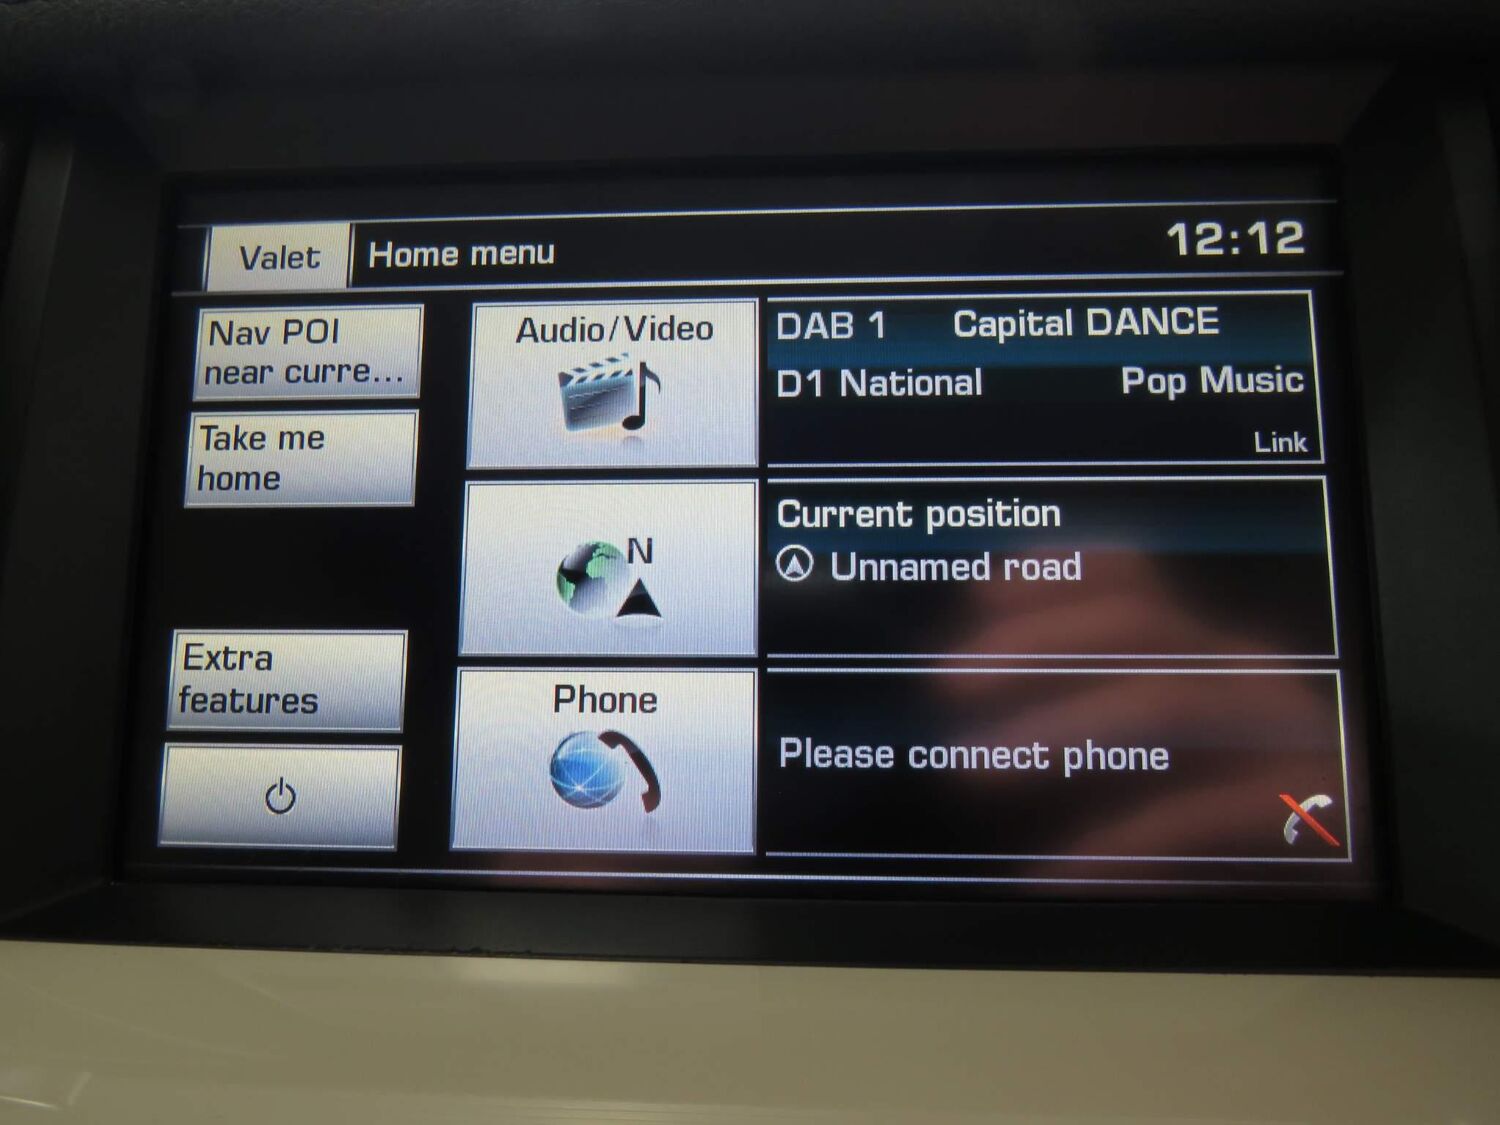 Valet
Home menu
12:12
Nav POI
near curre...
Take me
home
Extra
features
Audio/Video
N
Phone
DAB 1 Capital DANCE
D1 National Pop Music
Link
Current position
Unnamed road
Please connect phone